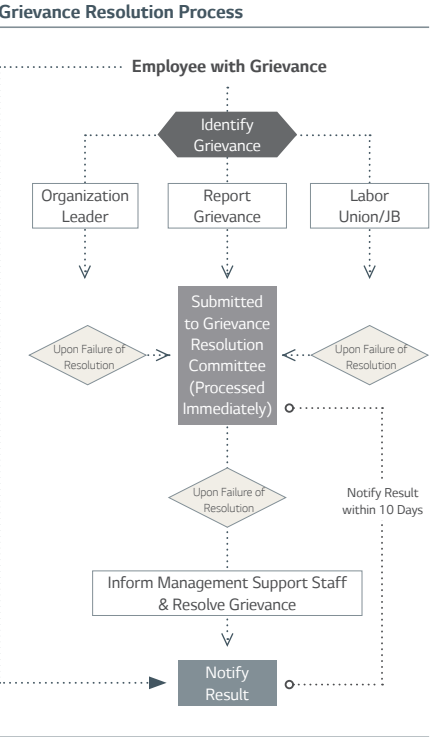 Grievance Resolution Process
Employee with Grievance
Identify
Grievance
Organization
Leader
Report
Grievance
Labor
Union/JB
Submitted
to Grievance
Resolution
Committee
(Processed
Immediately)
Upon Failure of
Resolution
Upon Failure of
Resolution
Upon Failure of
Resolution
Notify Result
within 10 Days
Inform Management Support Staff
& Resolve Grievance
Notify
Result